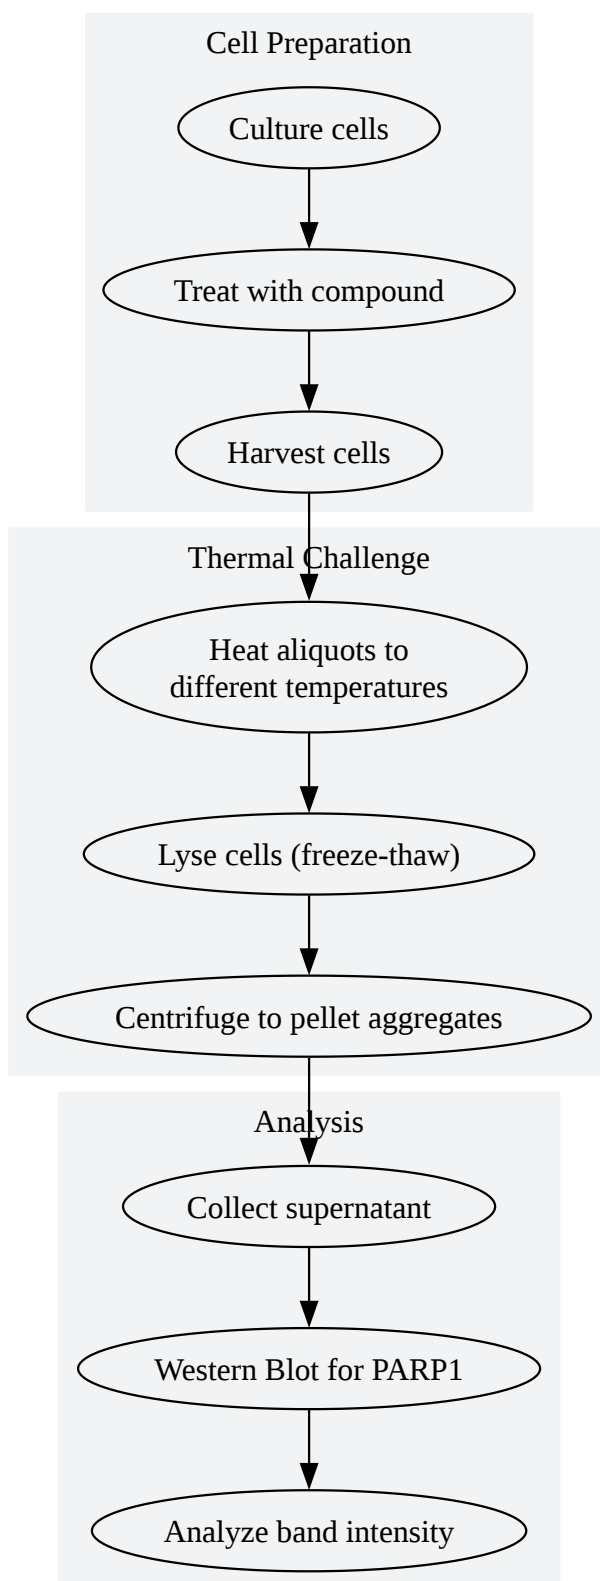 Cell Preparation
Culture cells
Treat with compound
Harvest cells
Thermal Challenge
Heat aliquots to
different temperatures
Lyse cells (freeze-thaw)
Centrifuge to pellet aggregates
Analysis
Collect supernatant
Western Blot for PARP1
Analyze band intensity